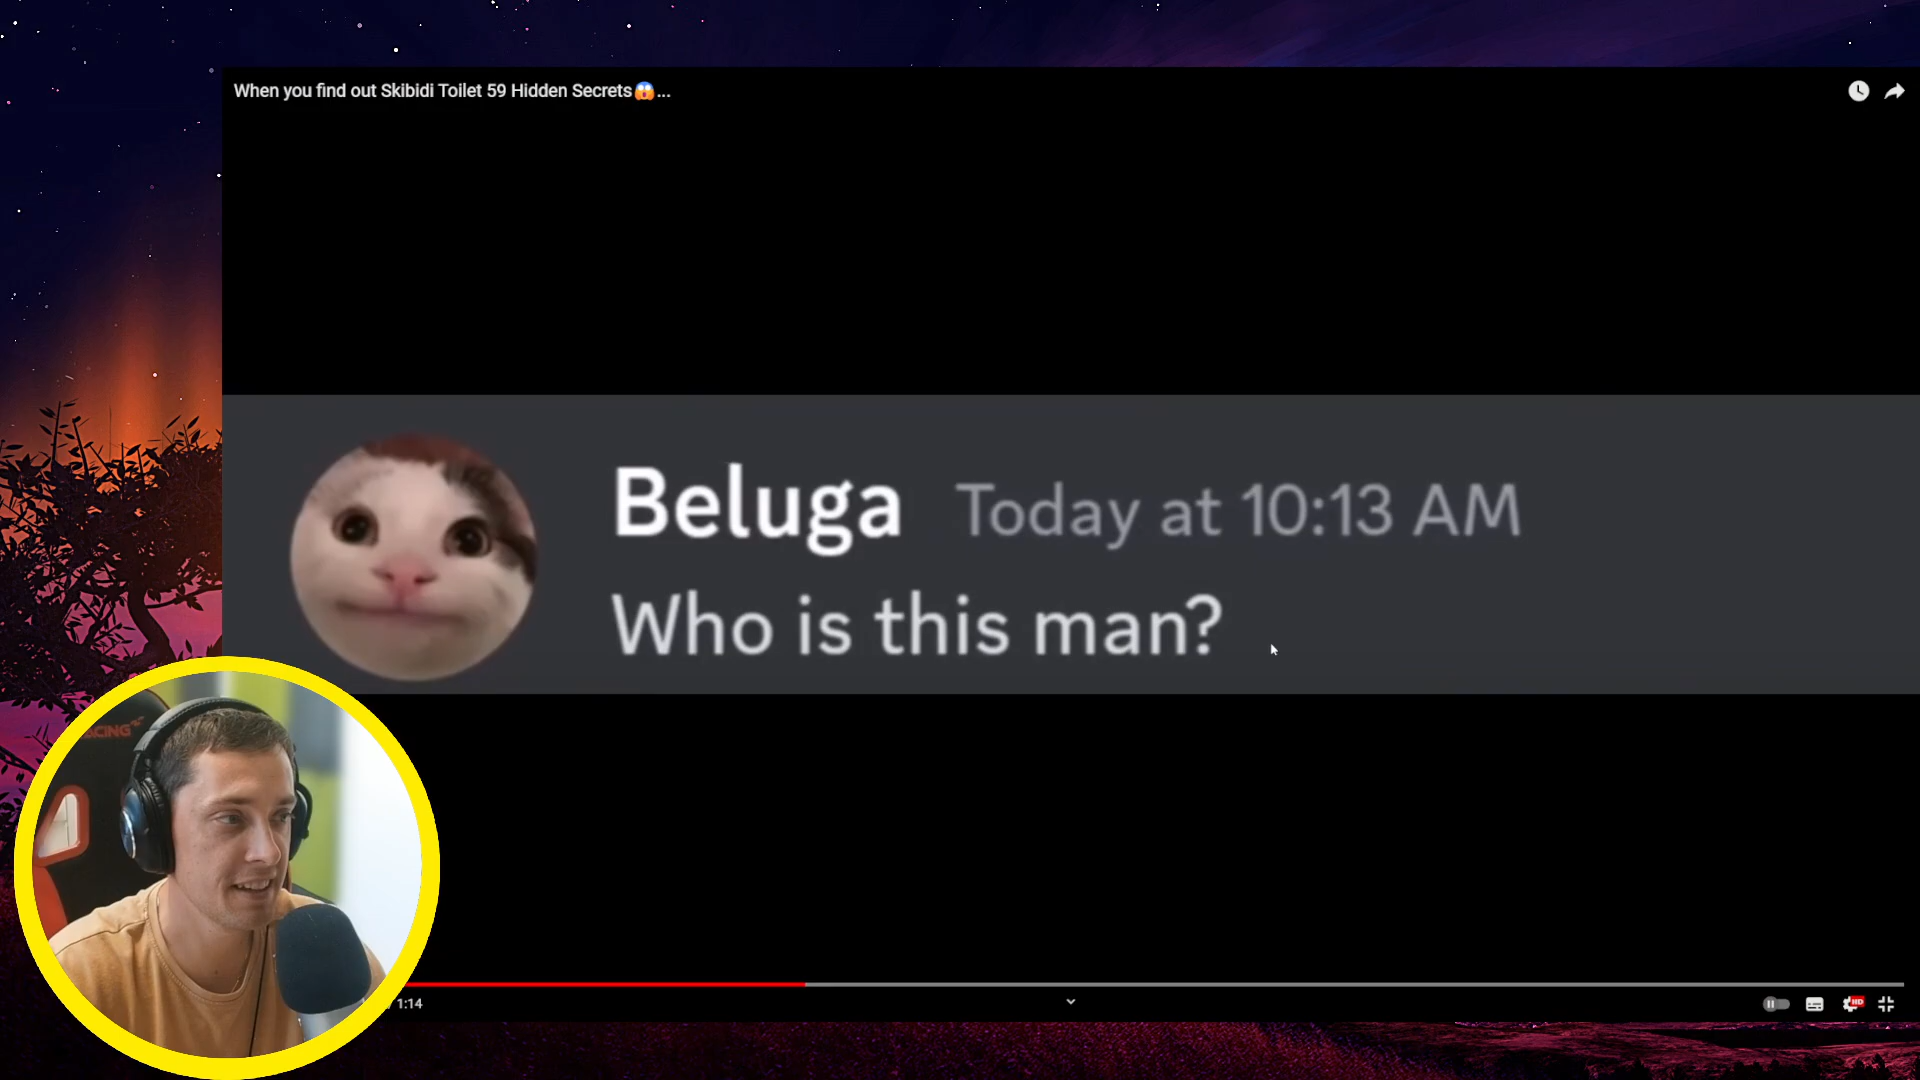 When you find out Skibidi Toilet 59 Hidden Secrets😱...
Beluga Today at 10:13 AM
Who is this man?
1:14
HD